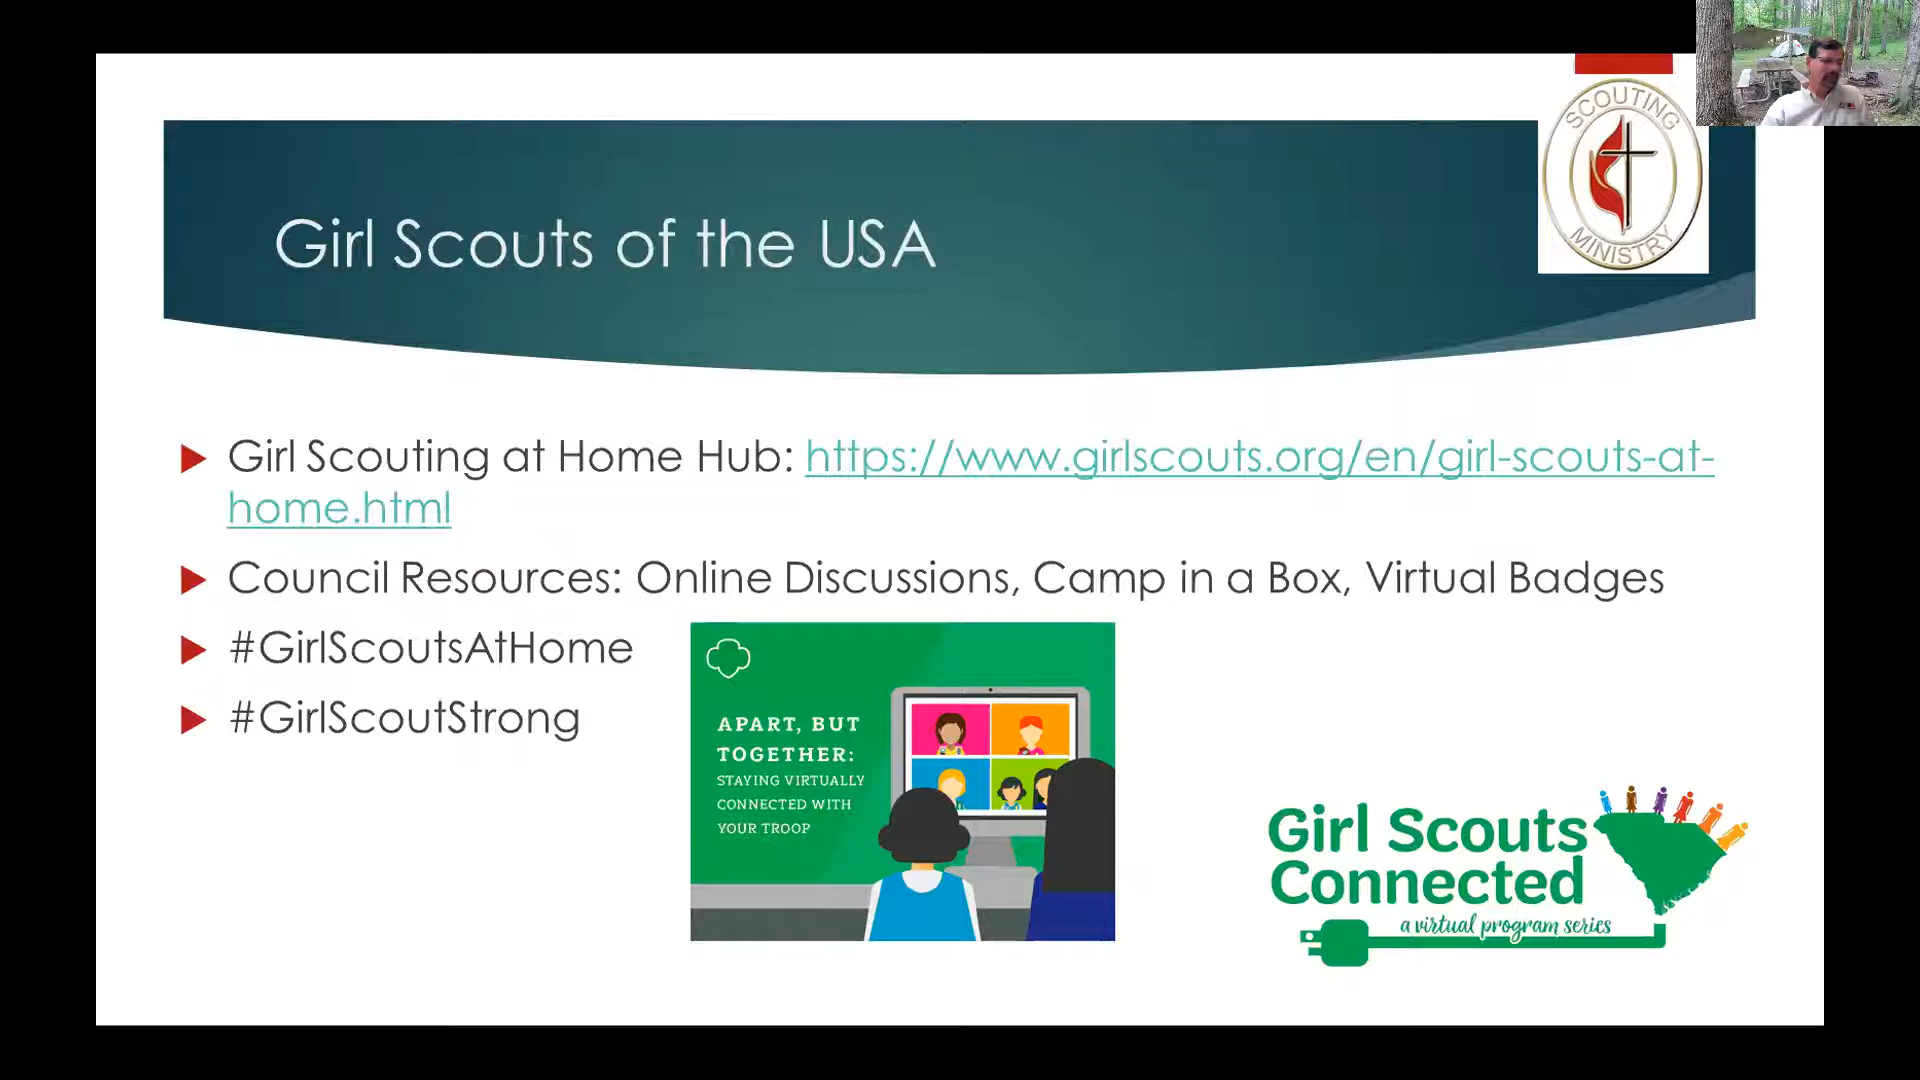 SCOUTING
MINISTRY
Girl Scouts of the USA
Girl Scouting at Home Hub: https://www.girlscouts.org/en/girl-scouts-at-
home.html
Council Resources: Online Discussions, Camp in a Box, Virtual Badges
#GirlScoutsAtHome
#GirlScoutStrong
APART, BUT
TOGETHER:
STAYING VIRTUALLY
CONNECTED WITH
YOUR TROOP
Girl Scouts
Connected
a virtual program series